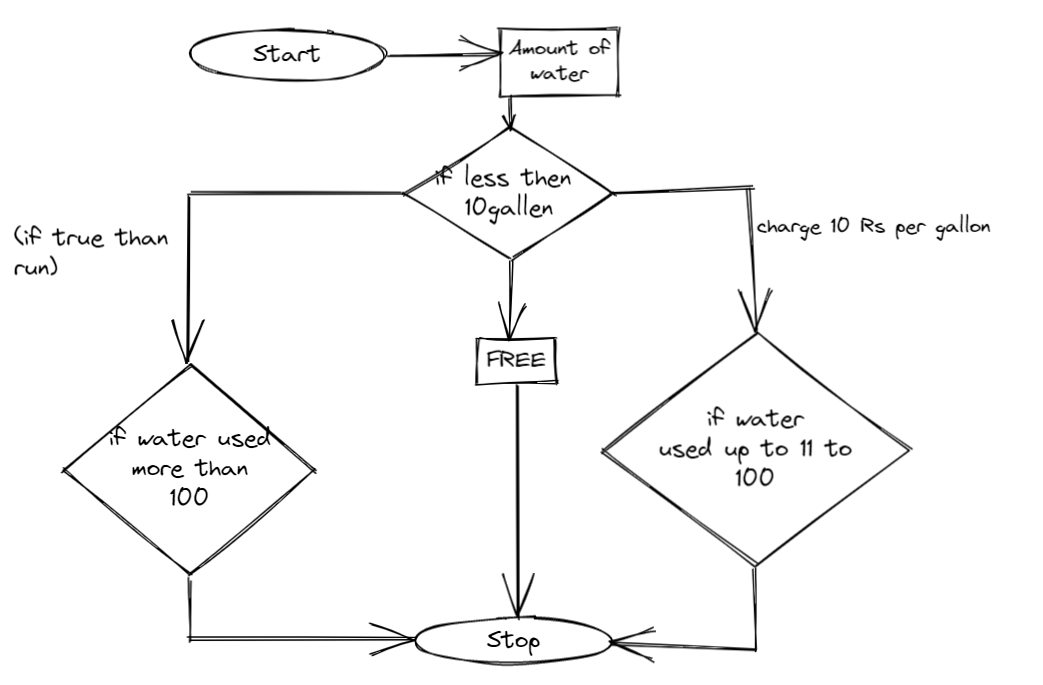 Start
Amount of
water
if less then
10gallen
(if true than
run)
charge 10 Rs per gallon
FREE
if water used
more than
100
if water
used up to 11 to
100
Stop